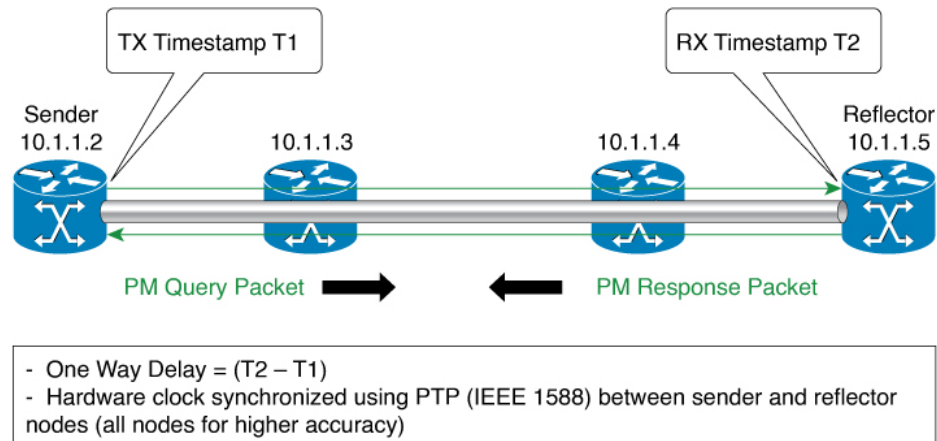 TX Timestamp T1
RX Timestamp T2
Sender
10.1.1.2
10.1.1.3
10.1.1.4
Reflector
10.1.1.5
PM Query Packet
PM Response Packet
- One Way Delay = (T2 – T1)
- Hardware clock synchronized using PTP (IEEE 1588) between sender and reflector
nodes (all nodes for higher accuracy)